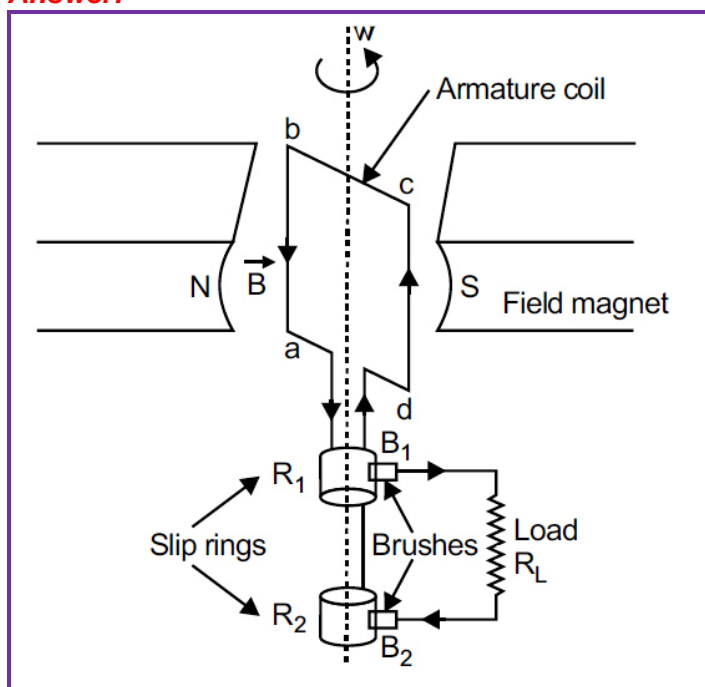 Answer:
w
Armature coil
b
c
N
B
S
Field magnet
a
d
B1
R1
Slip rings
Brushes
Load
RL
R2
B2